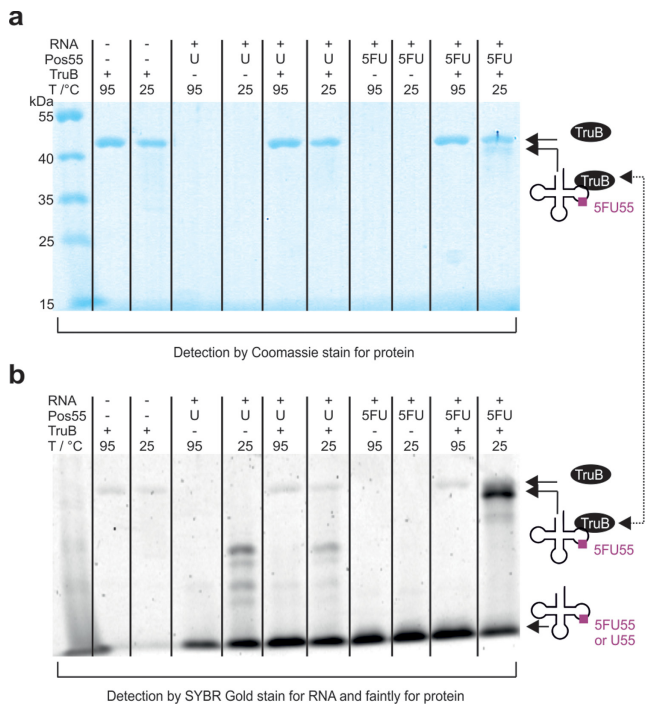 a
RNA - - + + + + + + + +
Pos55 - - U U U U 5FU 5FU 5FU 5FU
TruB + + - - + + - - + +
T /°C 95 25 95 25 95 25 95 25 95 25
kDa
55
40
35
25
15
TruB
TruB
5FU55
Detection by Coomassie stain for protein
b
RNA - - + + + + + + + +
Pos55 - - U U U U 5FU 5FU 5FU 5FU
TruB + + - - + + - - + +
T / °C 95 25 95 25 95 25 95 25 95 25
TruB
TruB
5FU55
5FU55
or U55
Detection by SYBR Gold stain for RNA and faintly for protein